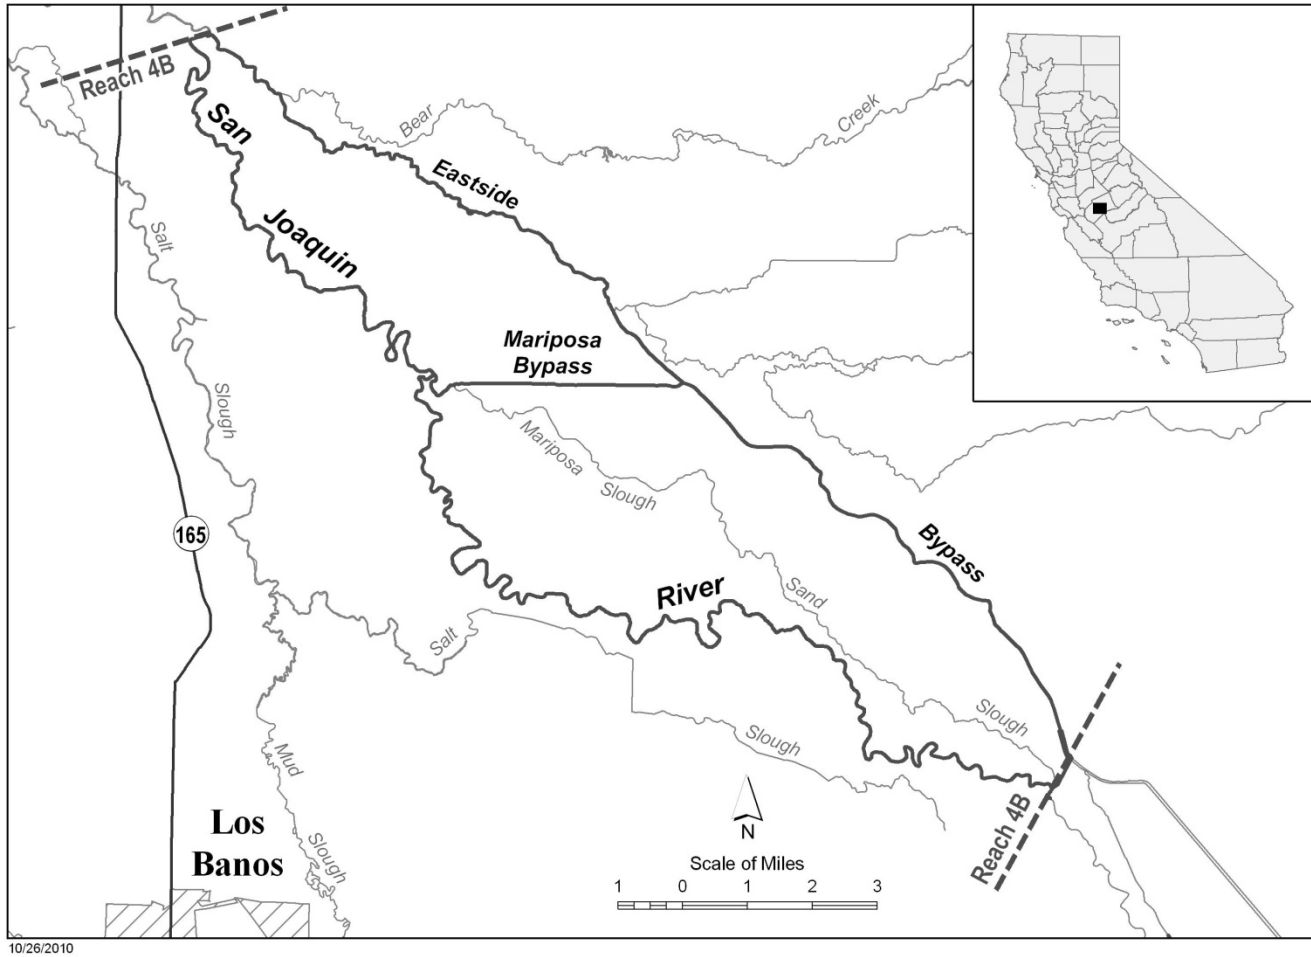 Reach 4B
San
Joaquin
River
Bear
Creek
Eastside
Bypass
Mariposa
Bypass
Salt
Slough
Mariposa
Slough
165
Sand
Slough
Salt
Slough
Mud
Slough
Los
Banos
N
Scale of Miles
1 0 1 2 3
Reach 4B
10/26/2010